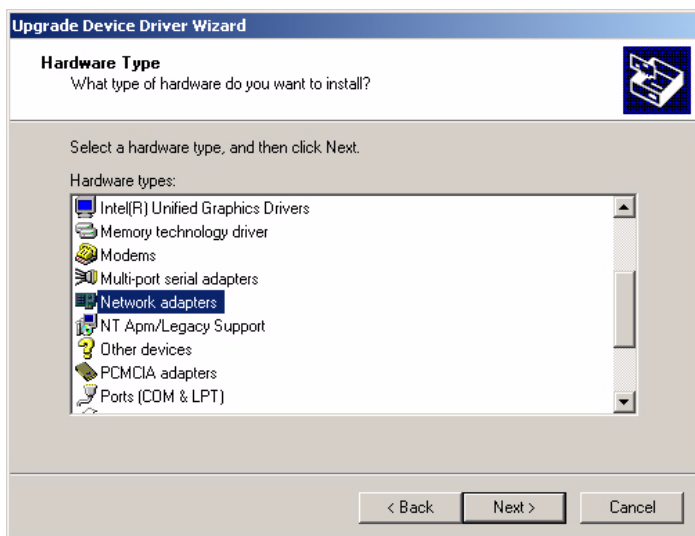 Upgrade Device Driver Wizard
Hardware Type
What type of hardware do you want to install?
Select a hardware type, and then click Next.
Hardware types:
Intel(R) Unified Graphics Drivers
Memory technology driver
Modems
Multi-port serial adapters
Network adapters
NT Apm/Legacy Support
Other devices
PCMCIA adapters
Ports (COM & LPT)
< Back Next > Cancel